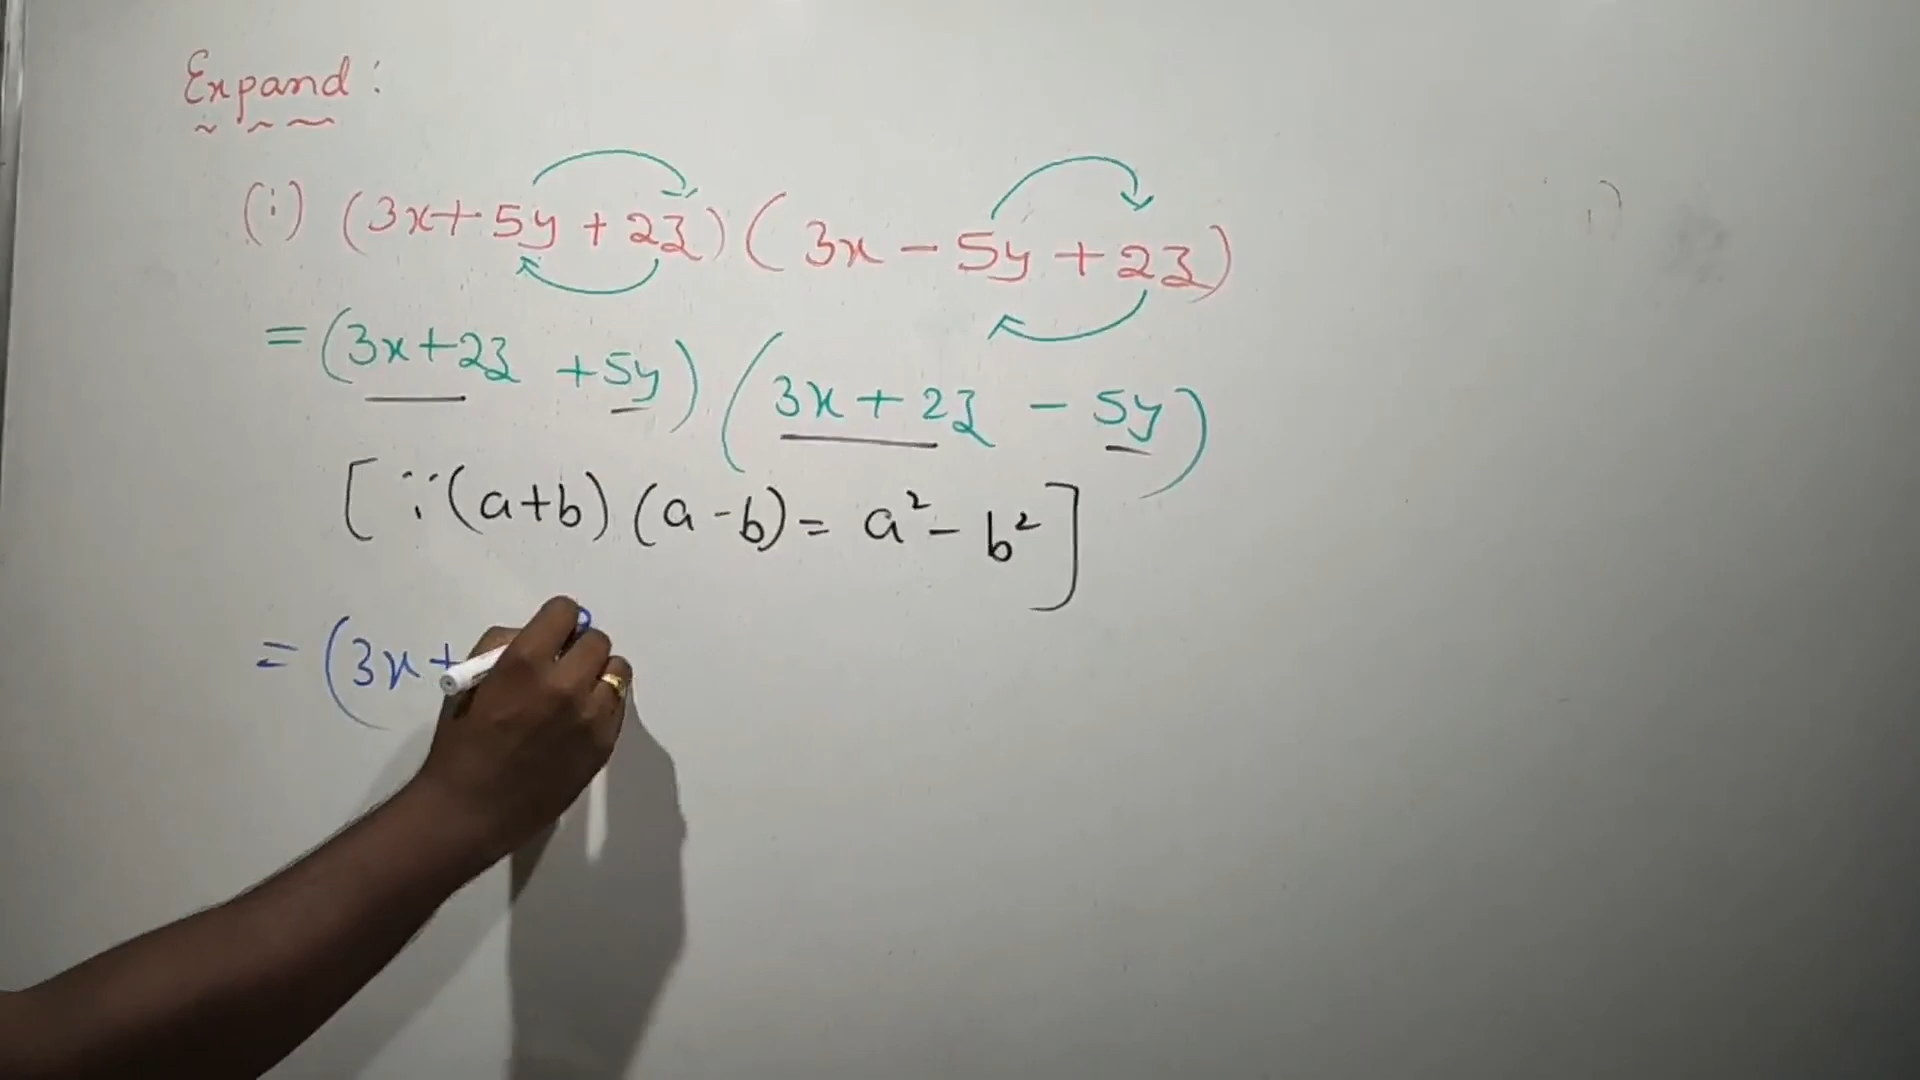 Expand :
(i) (3x + 5y + 2z) (3x - 5y + 2z)
= (3x + 2z + 5y) (3x + 2z - 5y)
[∵ (a+b) (a-b) = a² - b²]
= (3x +